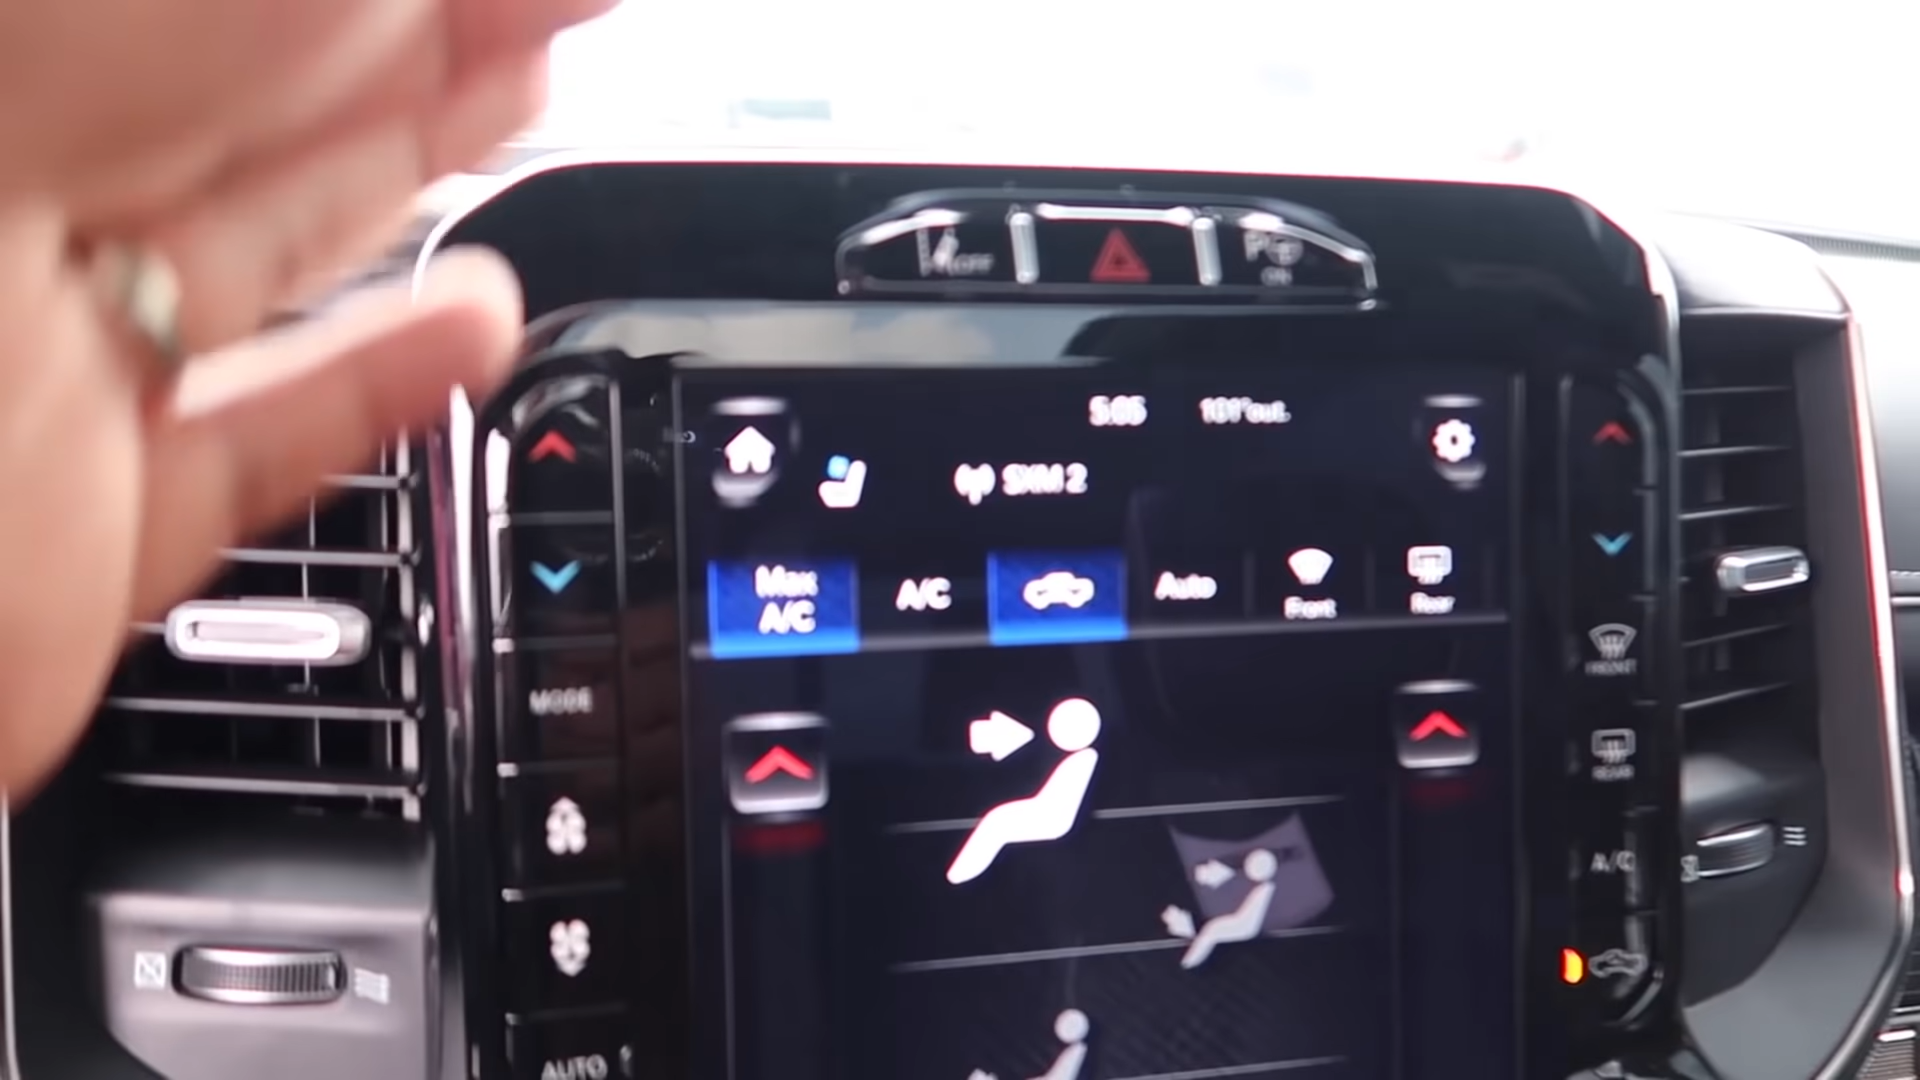 OFF
ON
5:05
101°out.
SXM 2
Max
A/C
A/C
Auto
Front
Rear
MODE
FRONT
REAR
A/C
AUTO